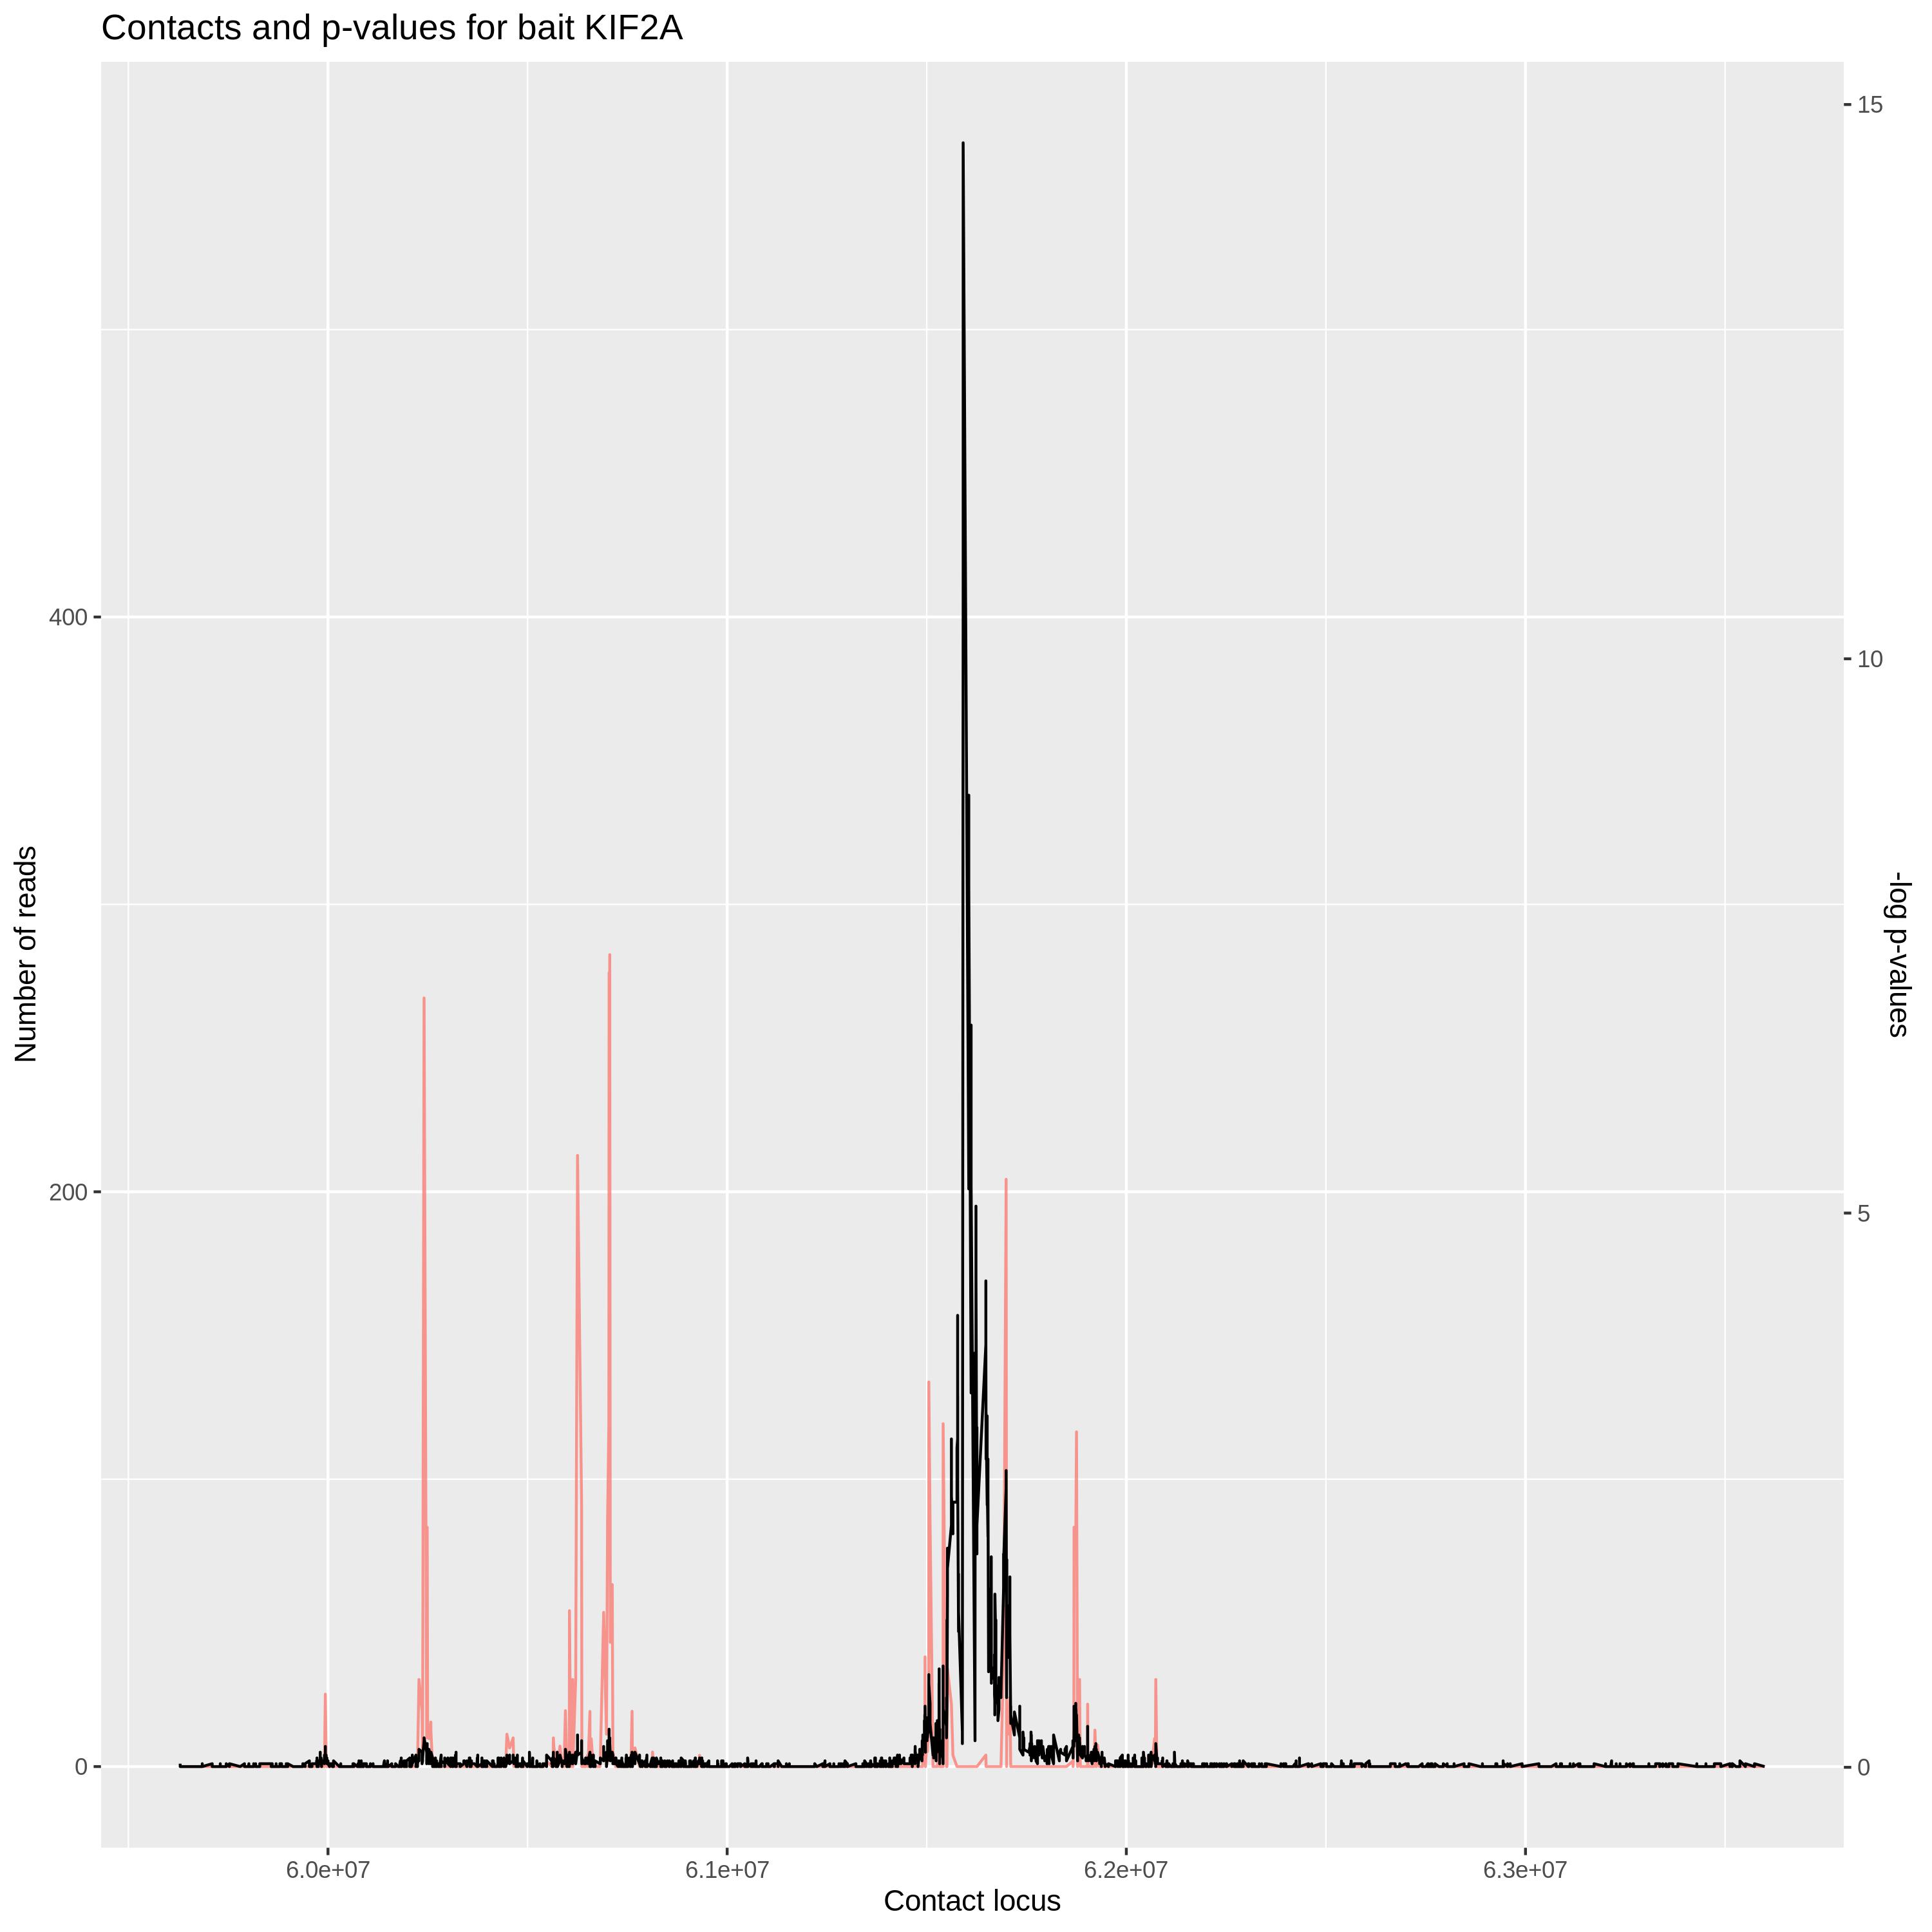 Contacts and p-values for bait KIF2A
Number of reads
400
200
0
15
10
5
0
-log p-values
6.0e+07
6.1e+07
6.2e+07
6.3e+07
Contact locus